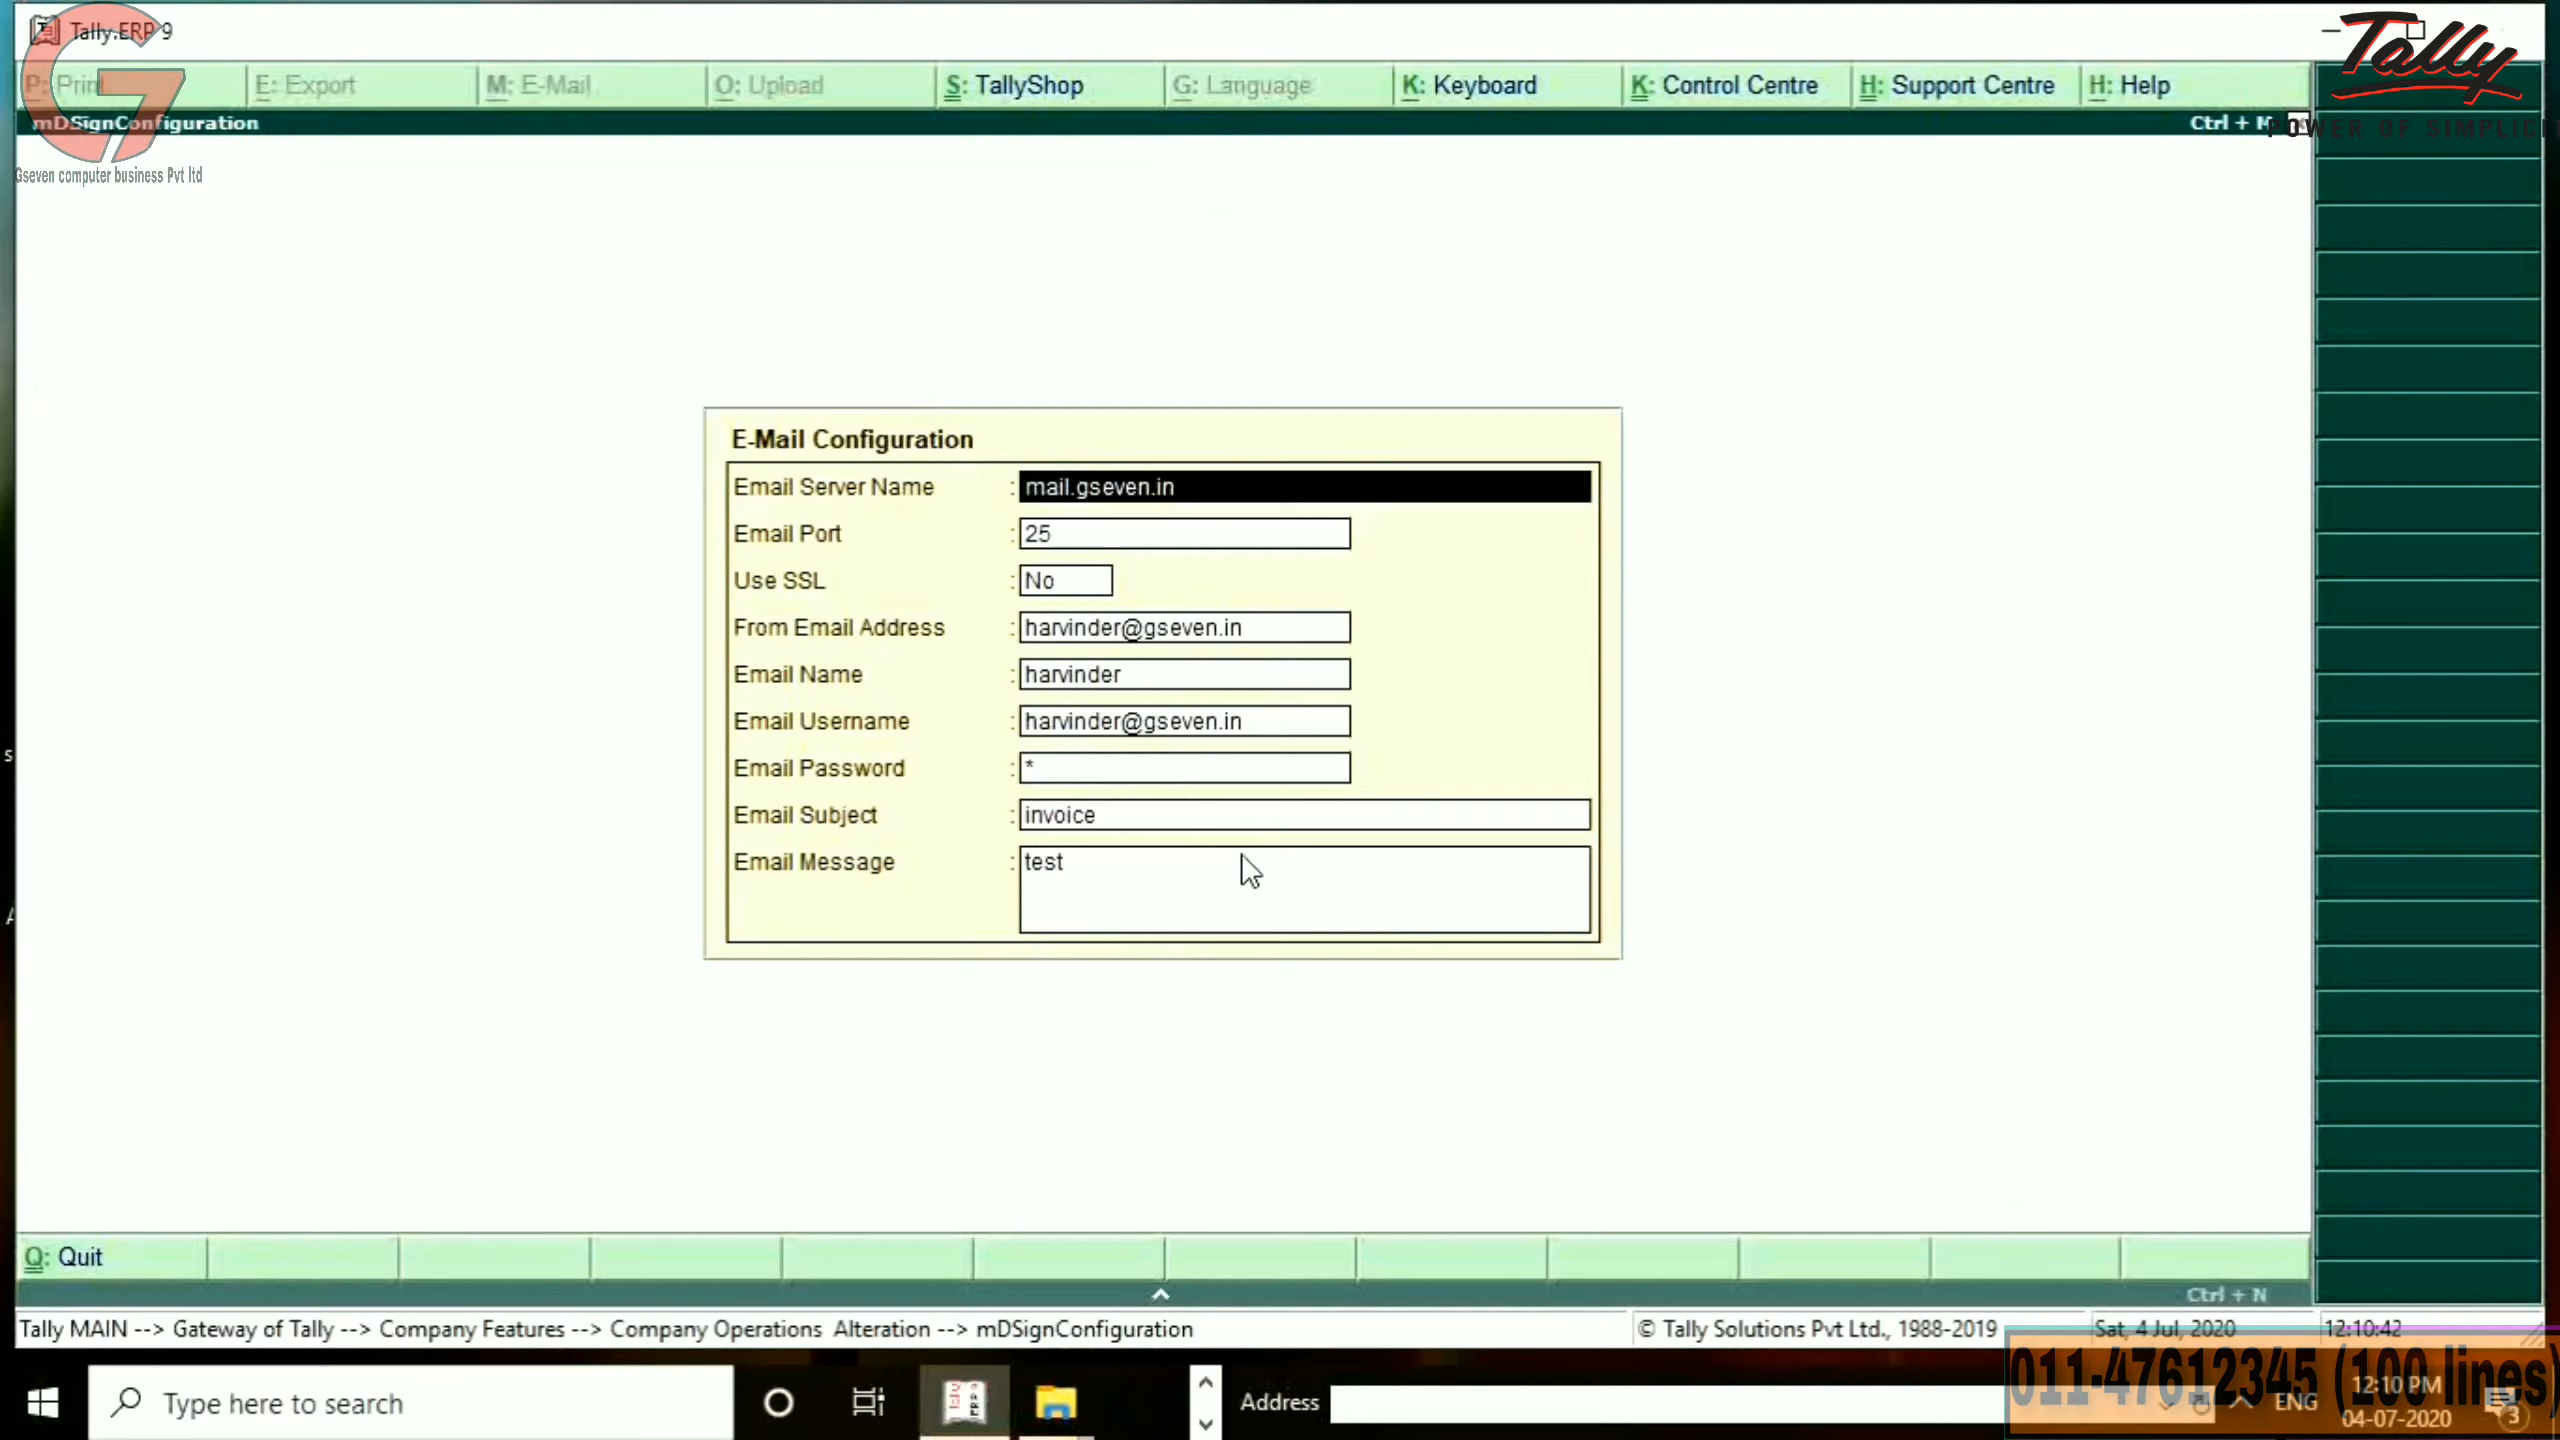 Tally.ERP 9
Tally
POWER OF SIMPLICIT
P: Print E: Export M: E-Mail O: Upload S: TallyShop G: Language K: Keyboard K: Control Centre H: Support Centre H: Help
mDSignConfiguration Ctrl + M
Gseven computer business Pvt ltd
E-Mail Configuration
Email Server Name : mail.gseven.in
Email Port : 25
Use SSL : No
From Email Address : harvinder@gseven.in
Email Name : harvinder
Email Username : harvinder@gseven.in
Email Password : *
Email Subject : invoice
Email Message : test
Q: Quit
Ctrl + N
Tally MAIN --> Gateway of Tally --> Company Features --> Company Operations Alteration --> mDSignConfiguration © Tally Solutions Pvt Ltd., 1988-2019 Sat, 4 Jul, 2020 12:10:42
011-47612345 (100 lines)
Type here to search Address ENG 12:10 PM
04-07-2020 3